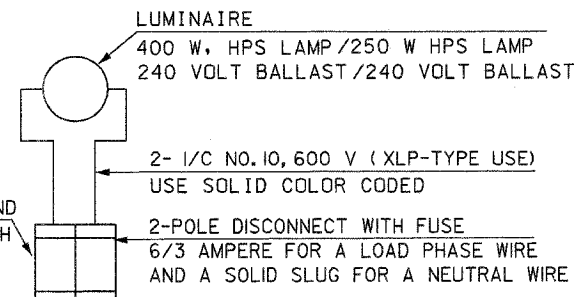 LUMINAIRE
400 W. HPS LAMP/250 W HPS LAMP
240 VOLT BALLAST/240 VOLT BALLAST
2- 1/C NO.10,600 V (XLP-TYPE USE)
USE SOLID COLOR CODED
ND
H
2-POLE DISCONNECT WITH FUSE
6/3 AMPERE FOR A LOAD PHASE WIRE
AND A SOLID SLUG FOR A NEUTRAL WIRE